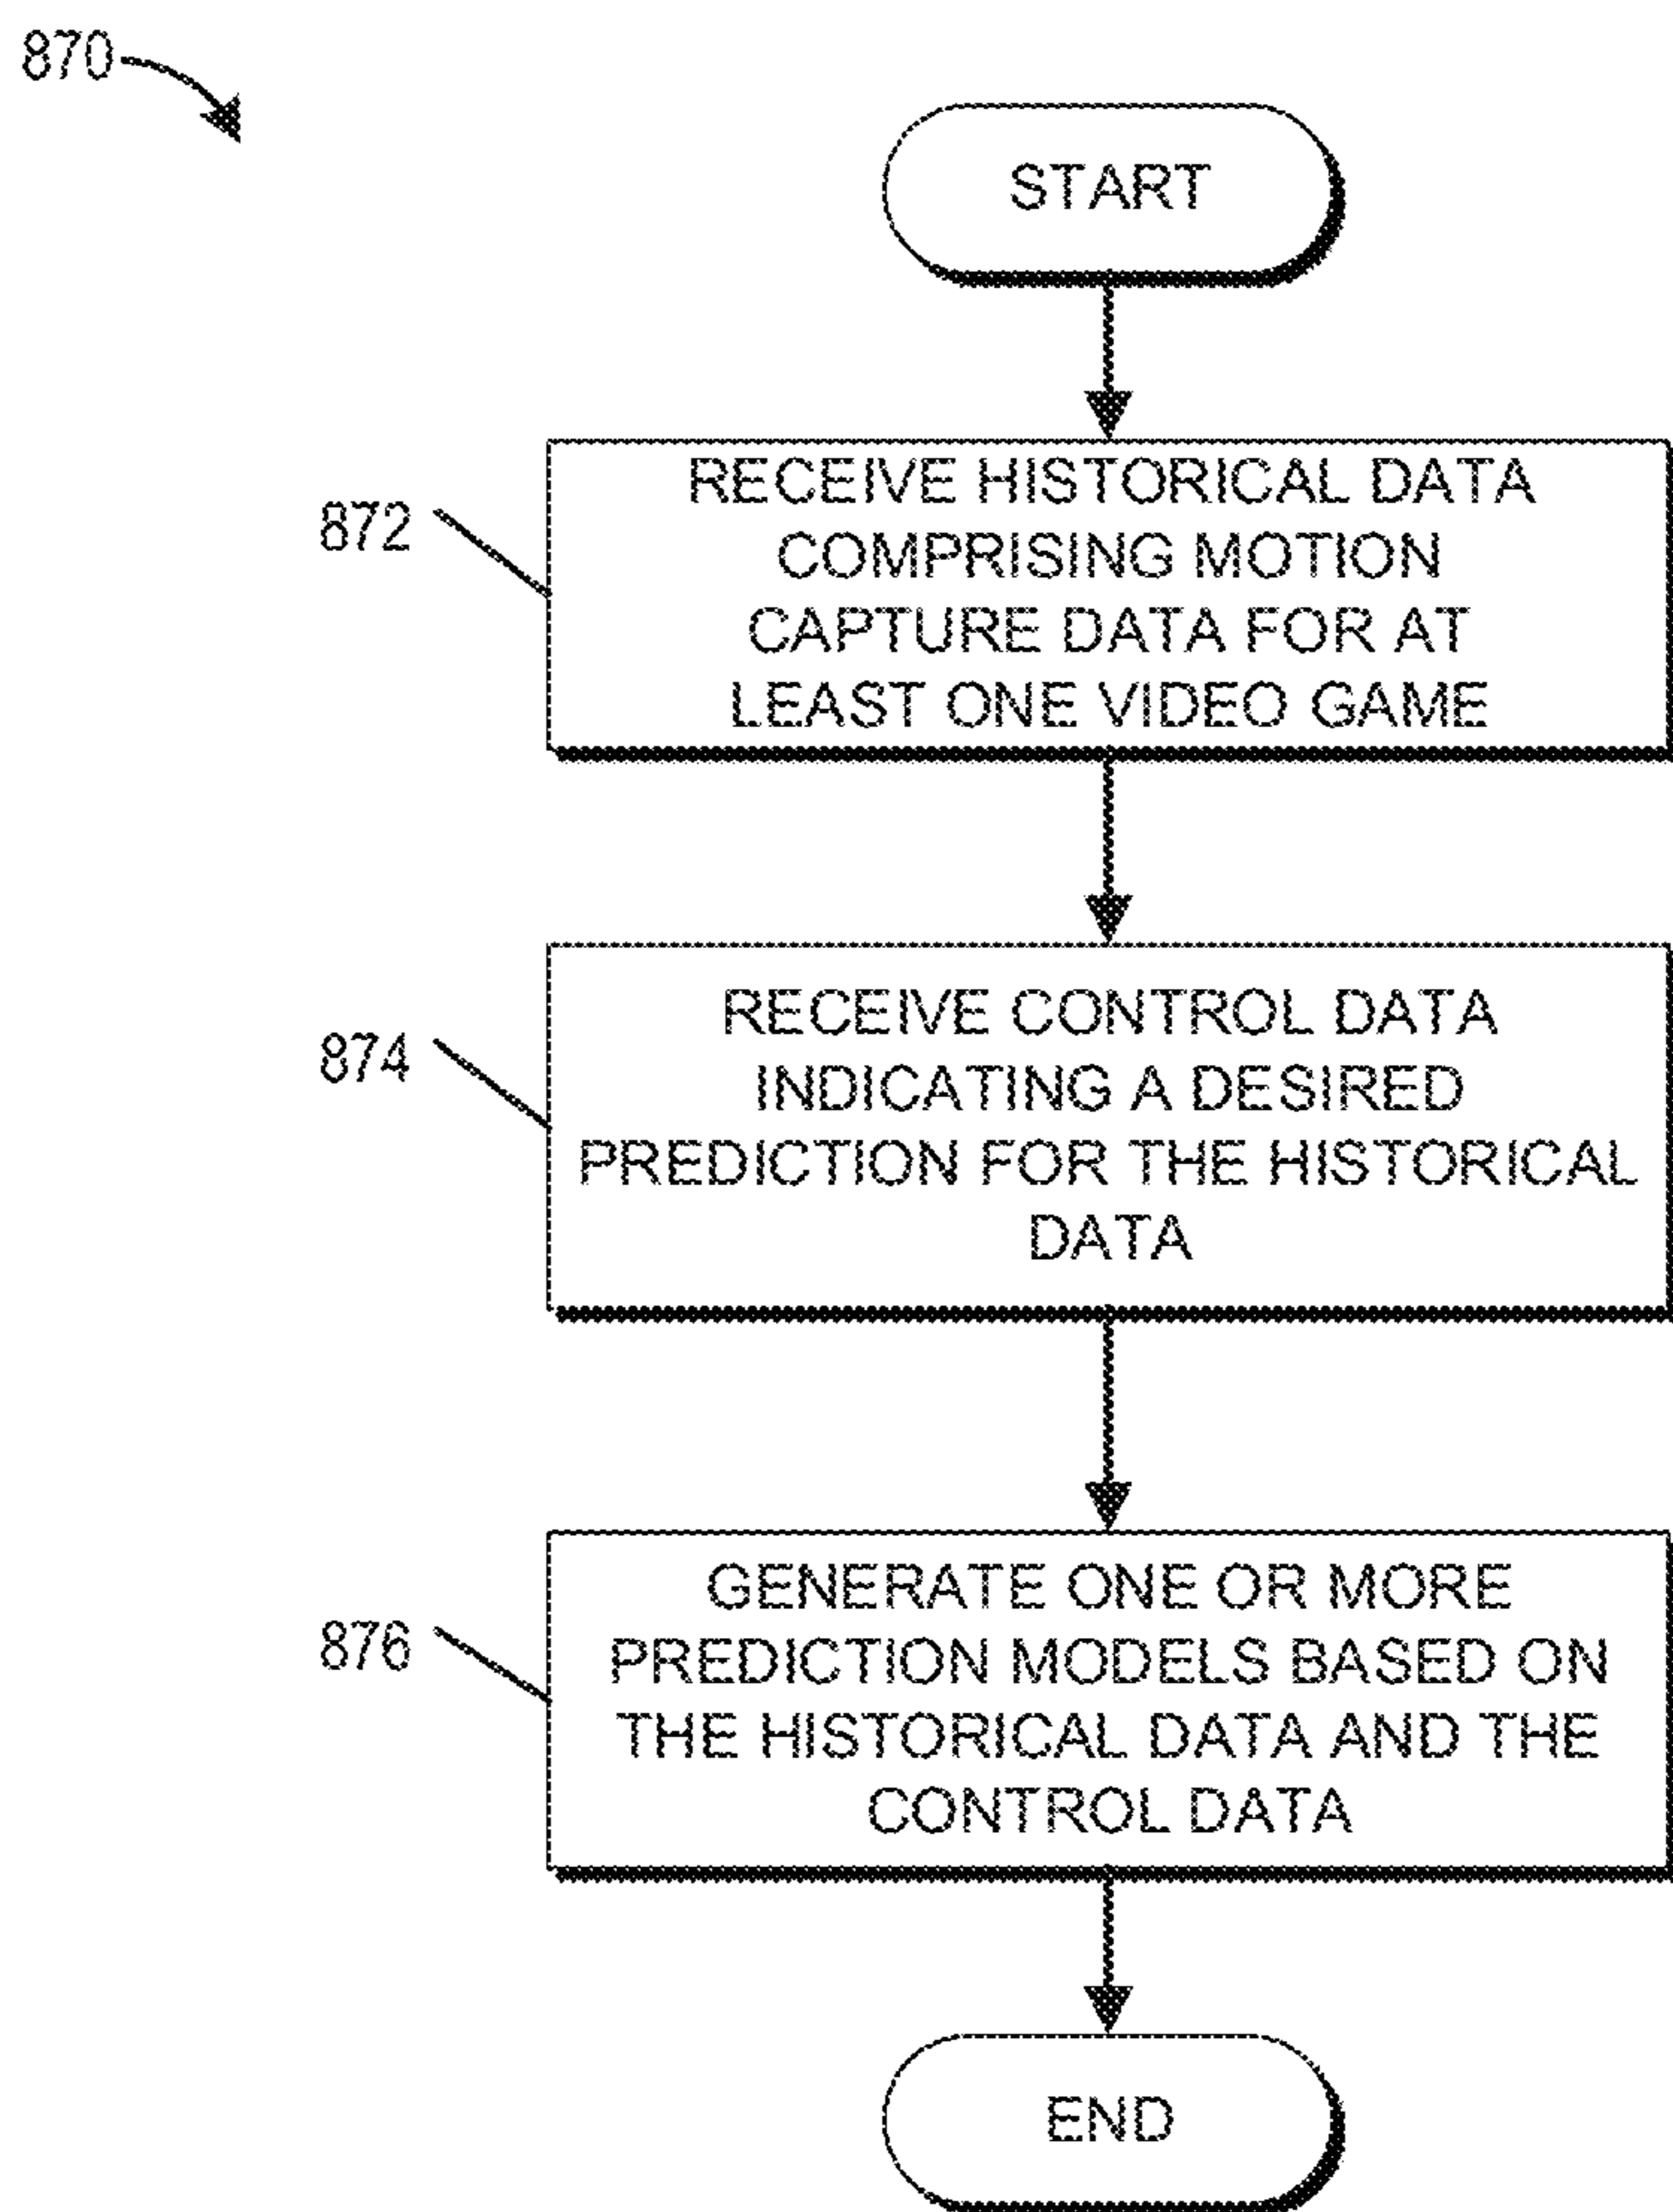 870
START
872
RECEIVE HISTORICAL DATA
COMPRISING MOTION
CAPTURE DATA FOR AT
LEAST ONE VIDEO GAME
874
RECEIVE CONTROL DATA
INDICATING A DESIRED
PREDICTION FOR THE HISTORICAL
DATA
876
GENERATE ONE OR MORE
PREDICTION MODELS BASED ON
THE HISTORICAL DATA AND THE
CONTROL DATA
END